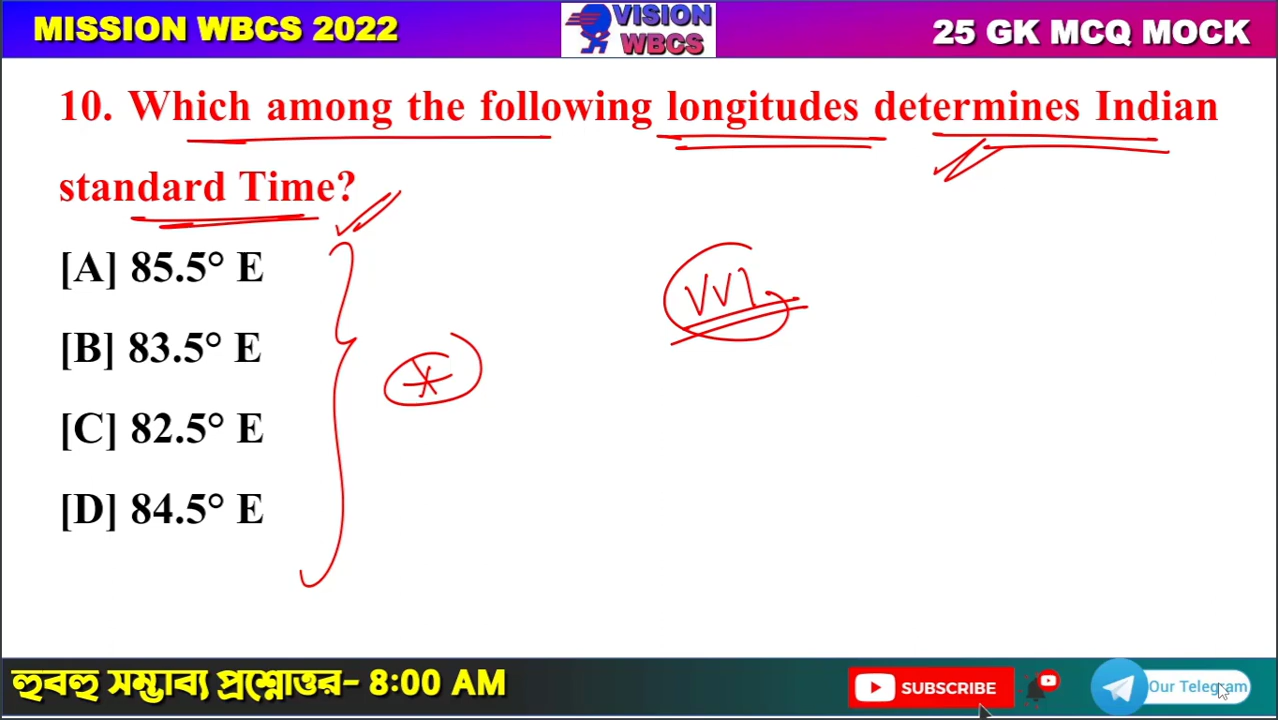 MISSION WBCS 2022
VISION
WBCS
25 GK MCQ MOCK
10. Which among the following longitudes determines Indian
standard Time?
[A] 85.5° E
[B] 83.5° E
[C] 82.5° E
[D] 84.5° E
VVI
হুবহু সম্ভাব্য প্রশ্নোত্তর- 8:00 AM
SUBSCRIBE
Our Telegram